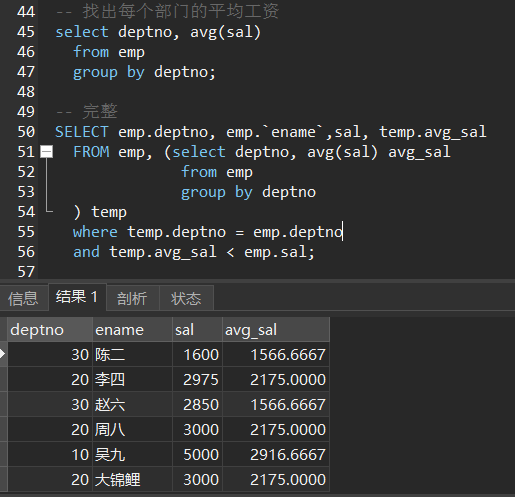 44 -- 找出每个部门的平均工资
45 select deptno, avg(sal)
46 from emp
47 group by deptno;
48
49 -- 完整
50 SELECT emp.deptno, emp.`ename`,sal, temp.avg_sal
51 FROM emp, (select deptno, avg(sal) avg_sal
52 from emp
53 group by deptno
54 ) temp
55 where temp.deptno = emp.deptno
56 and temp.avg_sal < emp.sal;
57
信息 结果 1 剖析 状态
deptno ename sal avg_sal
30 陈二 1600 1566.6667
20 李四 2975 2175.0000
30 赵六 2850 1566.6667
20 周八 3000 2175.0000
10 吴九 5000 2916.6667
20 大锦鲤 3000 2175.0000